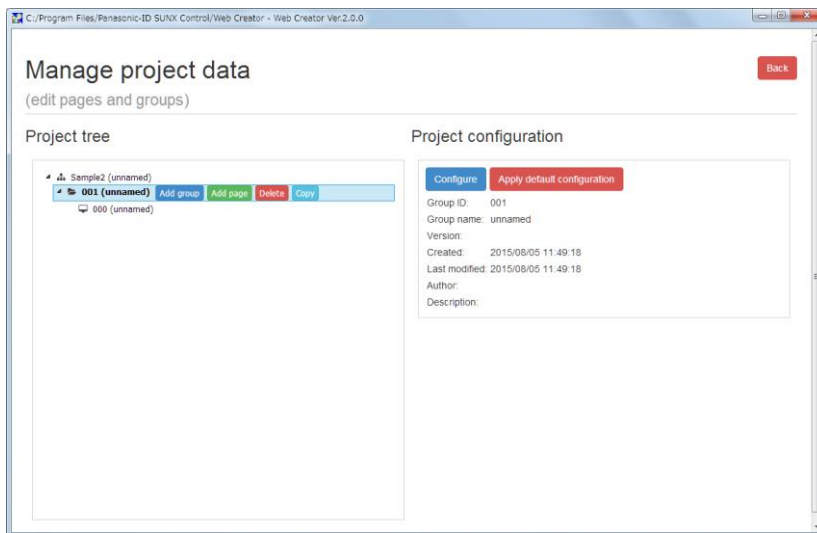 C:/Program Files/Panasonic-ID SUNX Control/Web Creator - Web Creator Ver.2.0.0
Manage project data
Back
(edit pages and groups)
Project tree
Project configuration
Sample2 (unnamed)
001 (unnamed) Add group Add page Delete Copy
000 (unnamed)
Configure Apply default configuration
Group ID: 001
Group name: unnamed
Version:
Created: 2015/08/05 11:49:18
Last modified: 2015/08/05 11:49:18
Author:
Description: